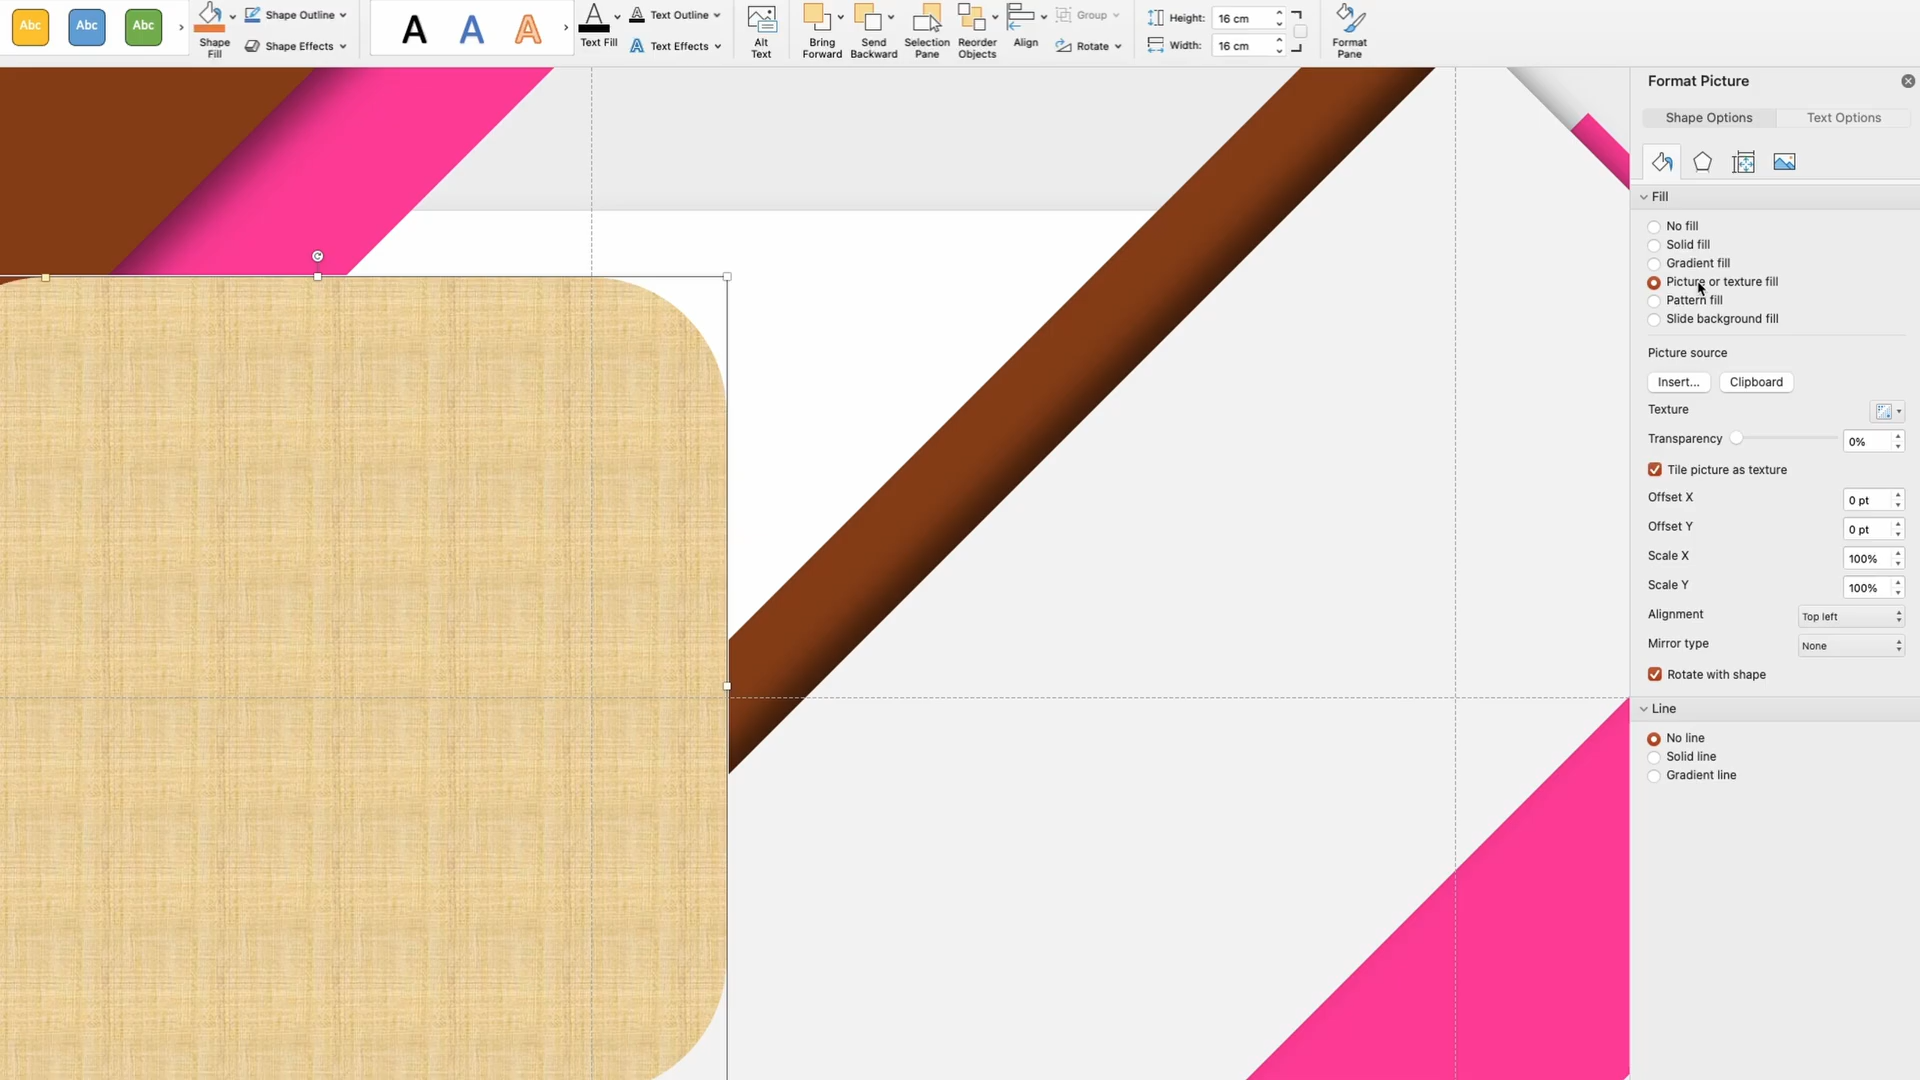 Abc
Abc
Abc
Shape Fill
Shape Outline
Shape Effects
A
A
A
A
Text Fill
A Text Outline
A Text Effects
Alt Text
Bring Forward
Send Backward
Selection Pane
Reorder Objects
Align
Group
Rotate
Height: 16 cm
Width: 16 cm
Format Pane
Format Picture
Shape Options
Text Options
Fill
No fill
Solid fill
Gradient fill
Picture or texture fill
Pattern fill
Slide background fill
Picture source
Insert...
Clipboard
Texture
Transparency 0%
Tile picture as texture
Offset X 0 pt
Offset Y 0 pt
Scale X 100%
Scale Y 100%
Alignment Top left
Mirror type None
Rotate with shape
Line
No line
Solid line
Gradient line